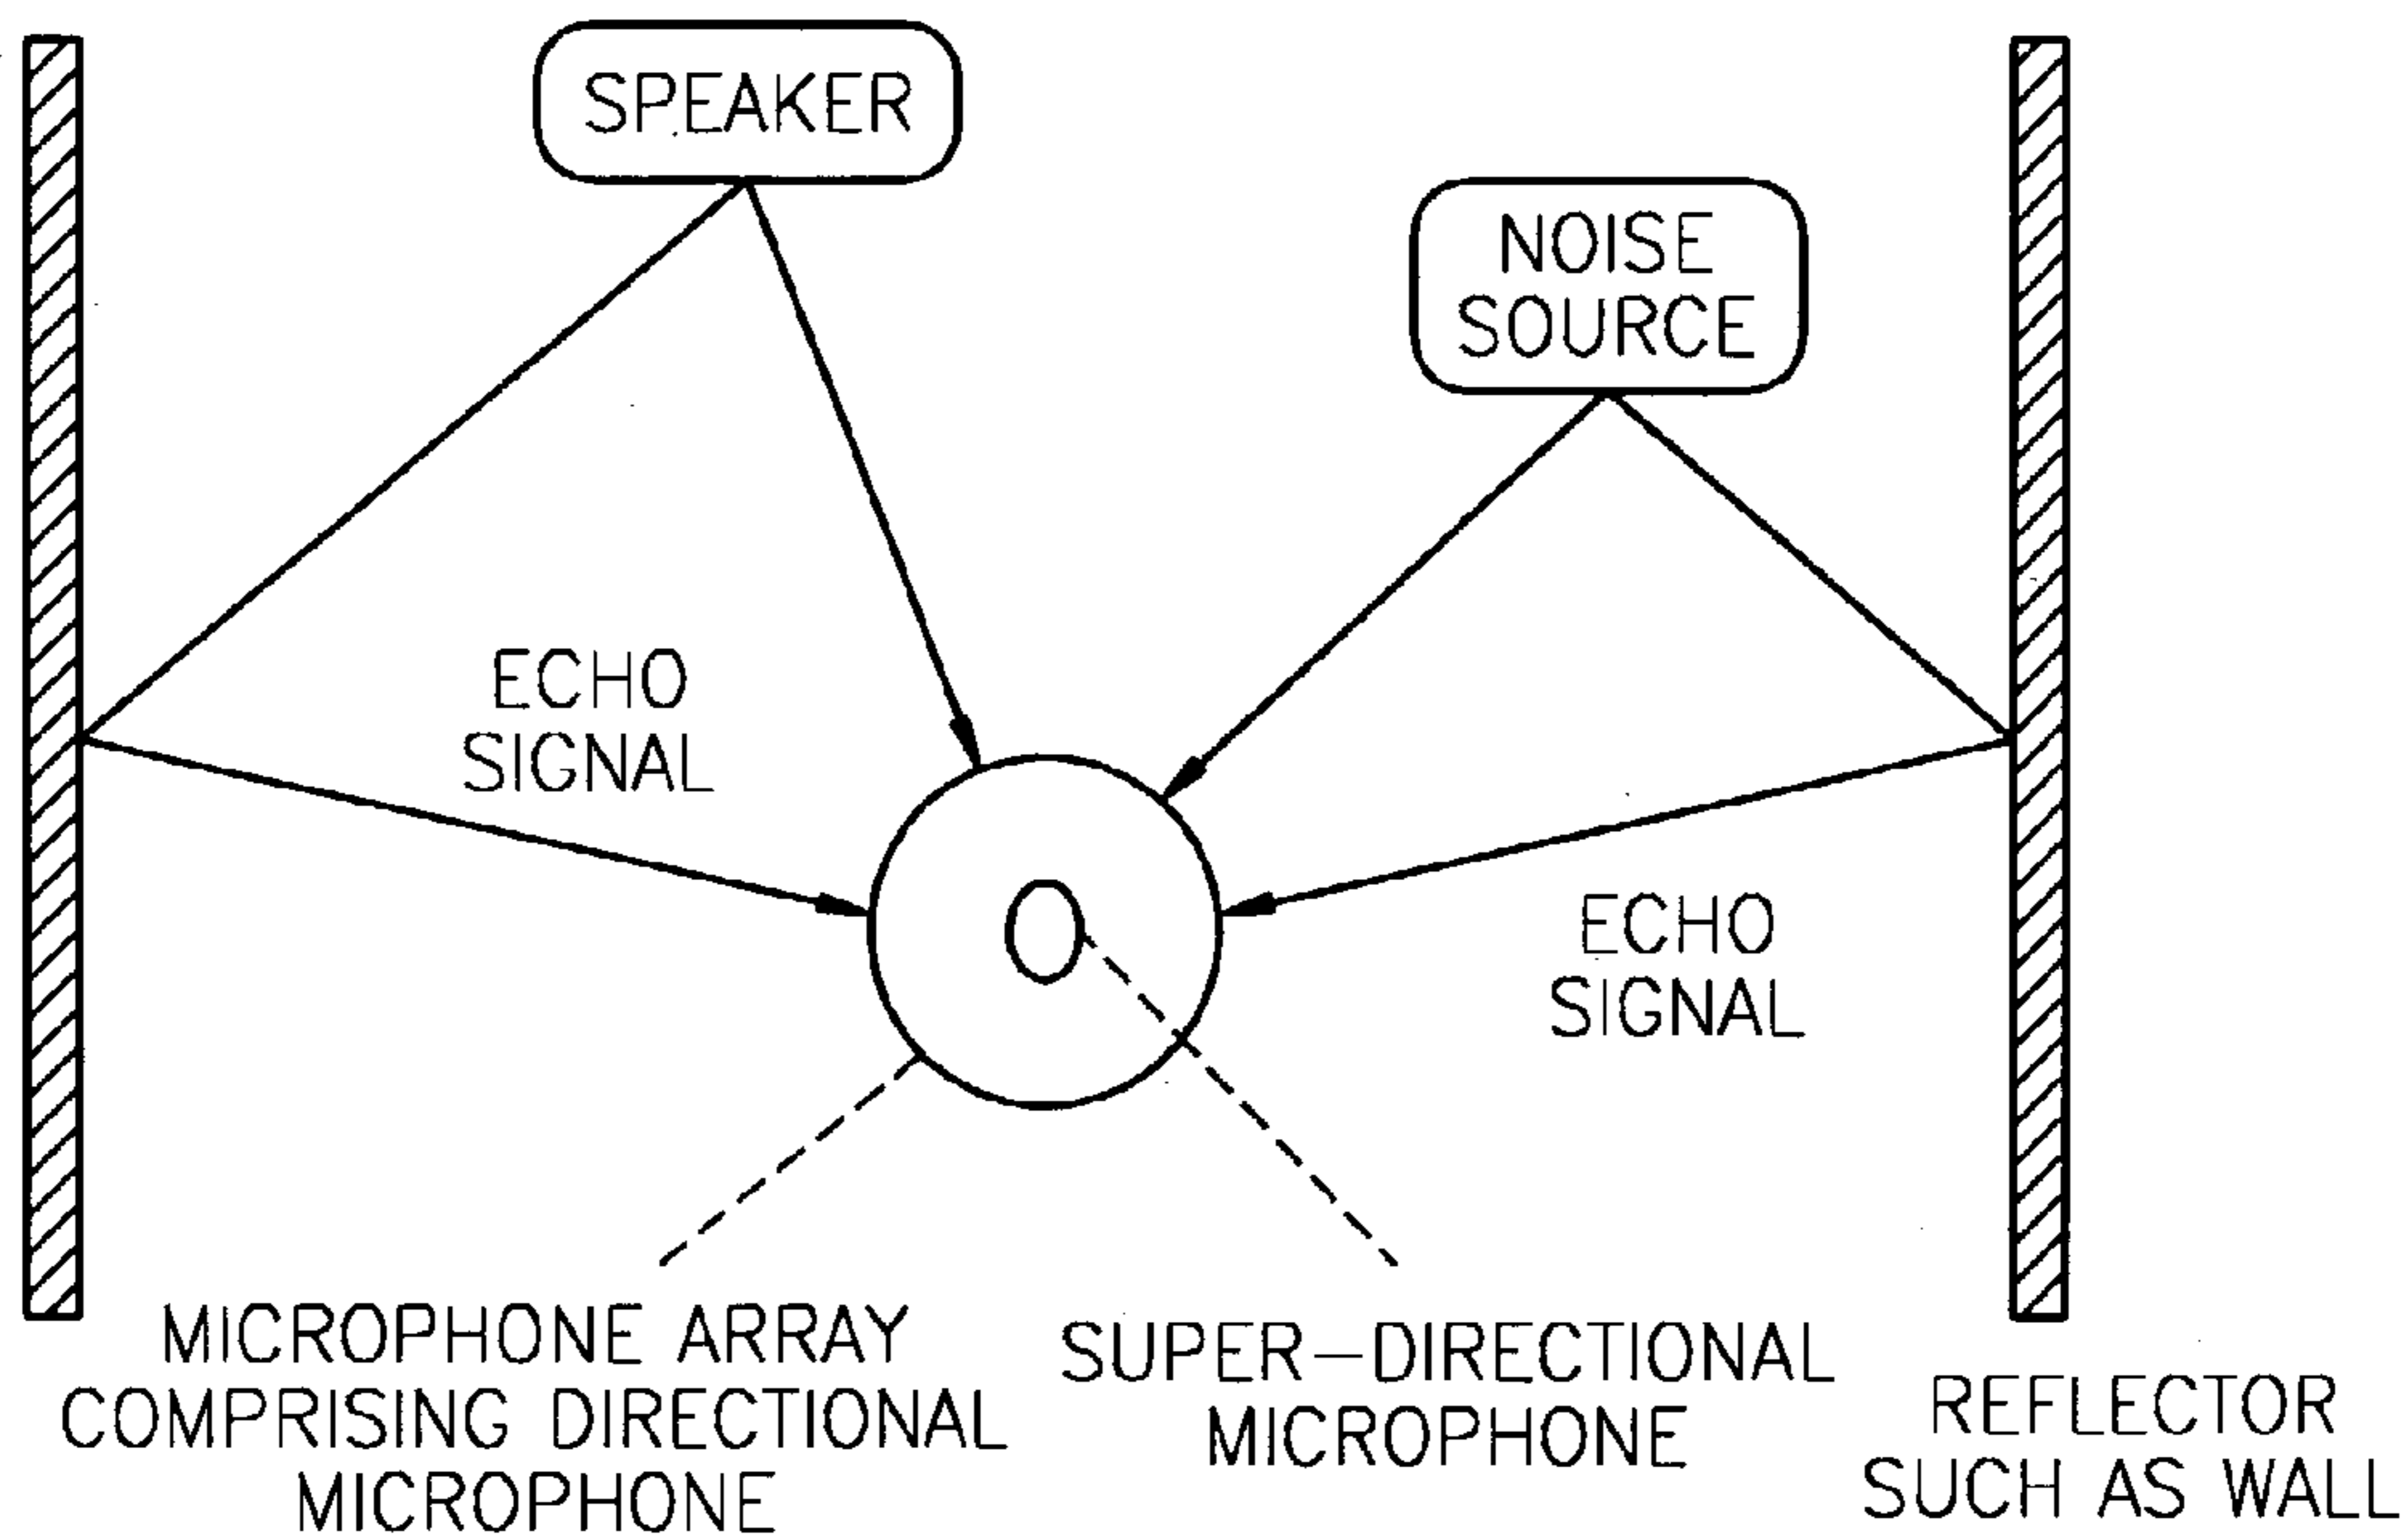 SPEAKER
NOISE
SOURCE
ECHO
SIGNAL
ECHO
SIGNAL
MICROPHONE ARRAY
COMPRISING DIRECTIONAL
MICROPHONE
SUPER–DIRECTIONAL
MICROPHONE
REFLECTOR
SUCH AS WALL